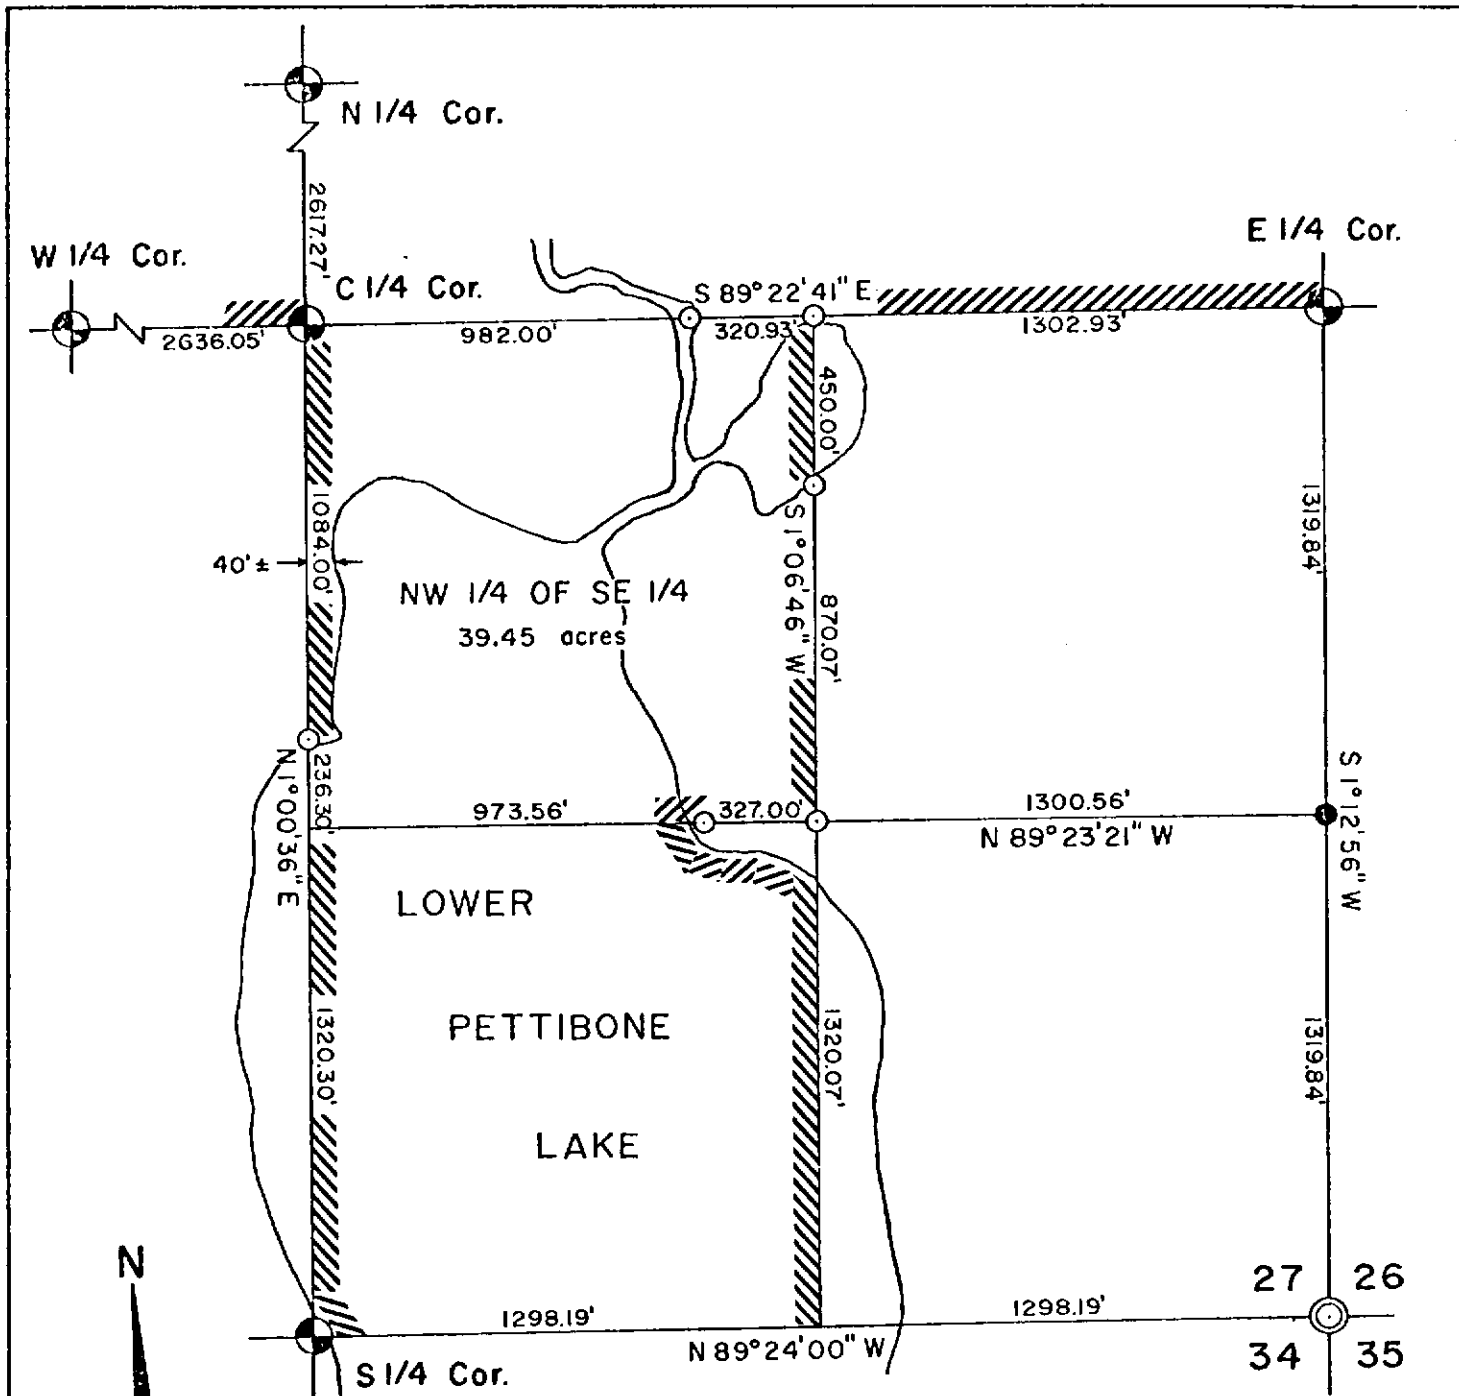 N 1/4 Cor.
2617.27'
W 1/4 Cor.
E 1/4 Cor.
C 1/4 Cor.
S 89°22'41" E
2636.05'
982.00'
320.93'
1302.93'
450.00'
1084.00'
S 1°06'46" W
1319.84'
40' ±
NW 1/4 OF SE 1/4
39.45 acres
870.07'
N 1°00'36" E
236.30'
973.56'
327.00'
1300.56'
N 89°23'21" W
S 1°12'56" W
LOWER
PETTIBONE
LAKE
1320.30'
1320.07'
1319.84'
N
27 26
1298.19'
1298.19'
N 89°24'00" W
34 35
S 1/4 Cor.